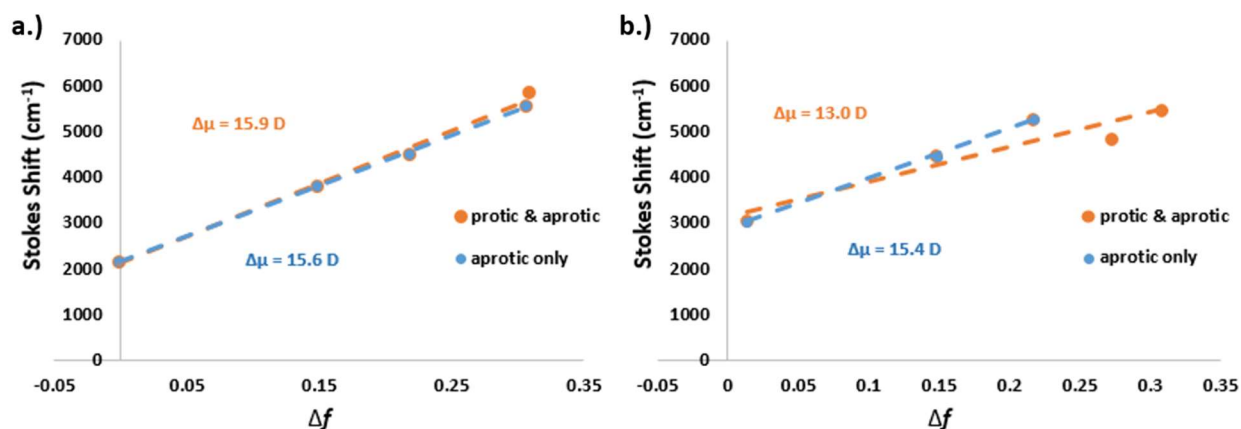 a.)
7000
6000
5000
4000
3000
2000
1000
0
-0.05
0.05
0.15
0.25
0.35
Stokes Shift (cm⁻¹)
Δf
Δμ = 15.9 D
Δμ = 15.6 D
protic & aprotic
aprotic only
b.)
7000
6000
5000
4000
3000
2000
1000
0
-0.05
0
0.05
0.1
0.15
0.2
0.25
0.3
0.35
Stokes Shift (cm⁻¹)
Δf
Δμ = 13.0 D
Δμ = 15.4 D
protic & aprotic
aprotic only